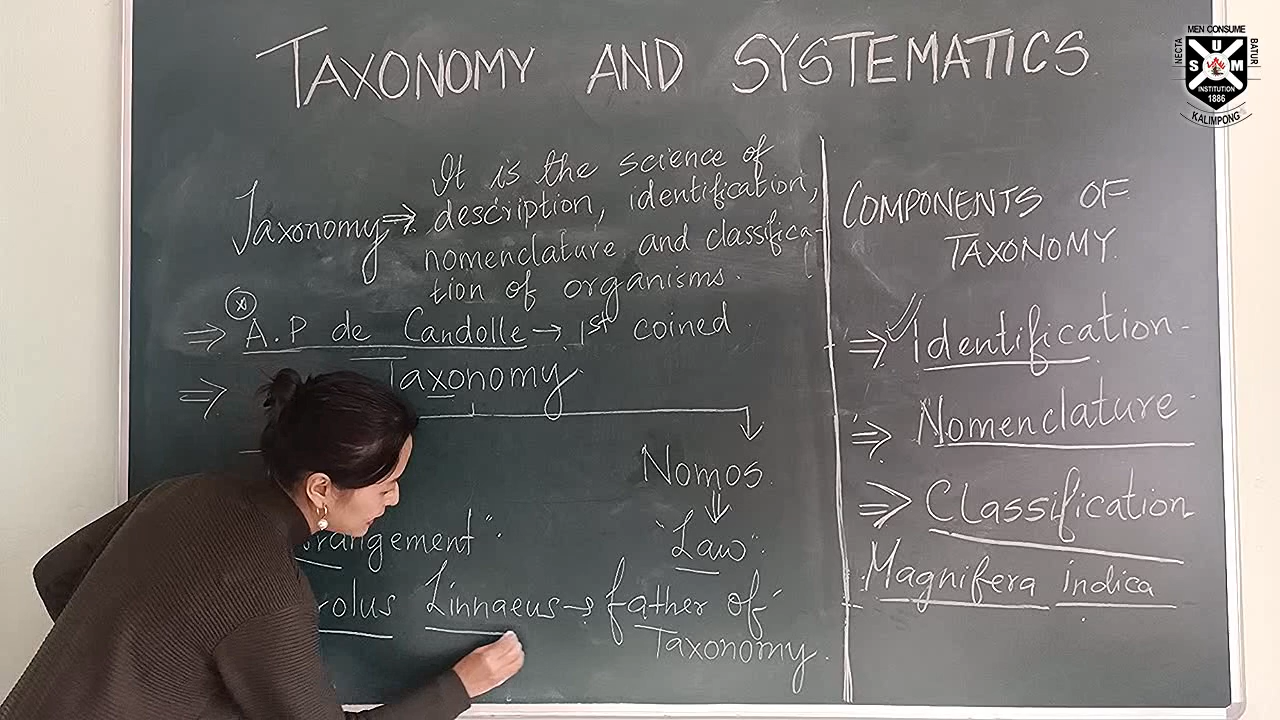 TAXONOMY AND SYSTEMATICS
Taxonomy ⇒ It is the science of
description, identification,
nomenclature and classifica-
tion of organisms.
⇒ A.P de Candolle → 1st coined
⇒ Taxonomy
Nomos
rrangement"
"Law"
rolus Linnaeus → father of
Taxonomy.
COMPONENTS OF
TAXONOMY.
⇒ Identification
⇒ Nomenclature
⇒ Classification
Magnifera indica
MEN CONSUME
NECTA
BATUR
S U M
INSTITUTION
1886
KALIMPONG